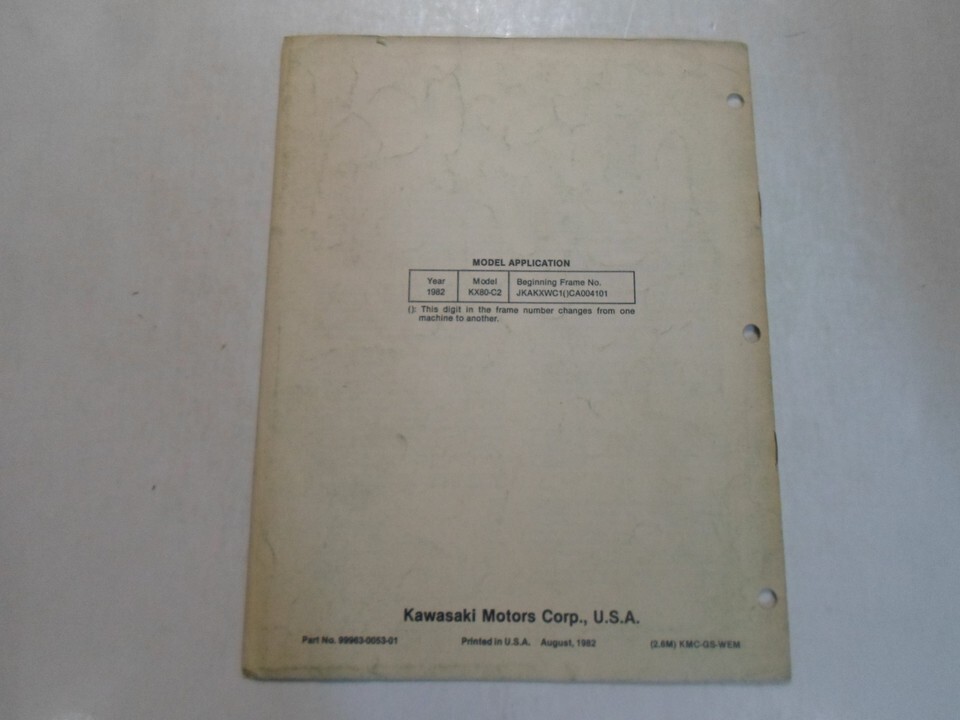 MODEL APPLICATION
Year Model Beginning Frame No.
1982 KX80-C2 JKAKXWC1()CA004101
(): This digit in the frame number changes from one
machine to another.
Kawasaki Motors Corp., U.S.A.
Part No. 99963-0053-01 Printed in U.S.A. August, 1982 (2.6M) KMC-GS-WEM